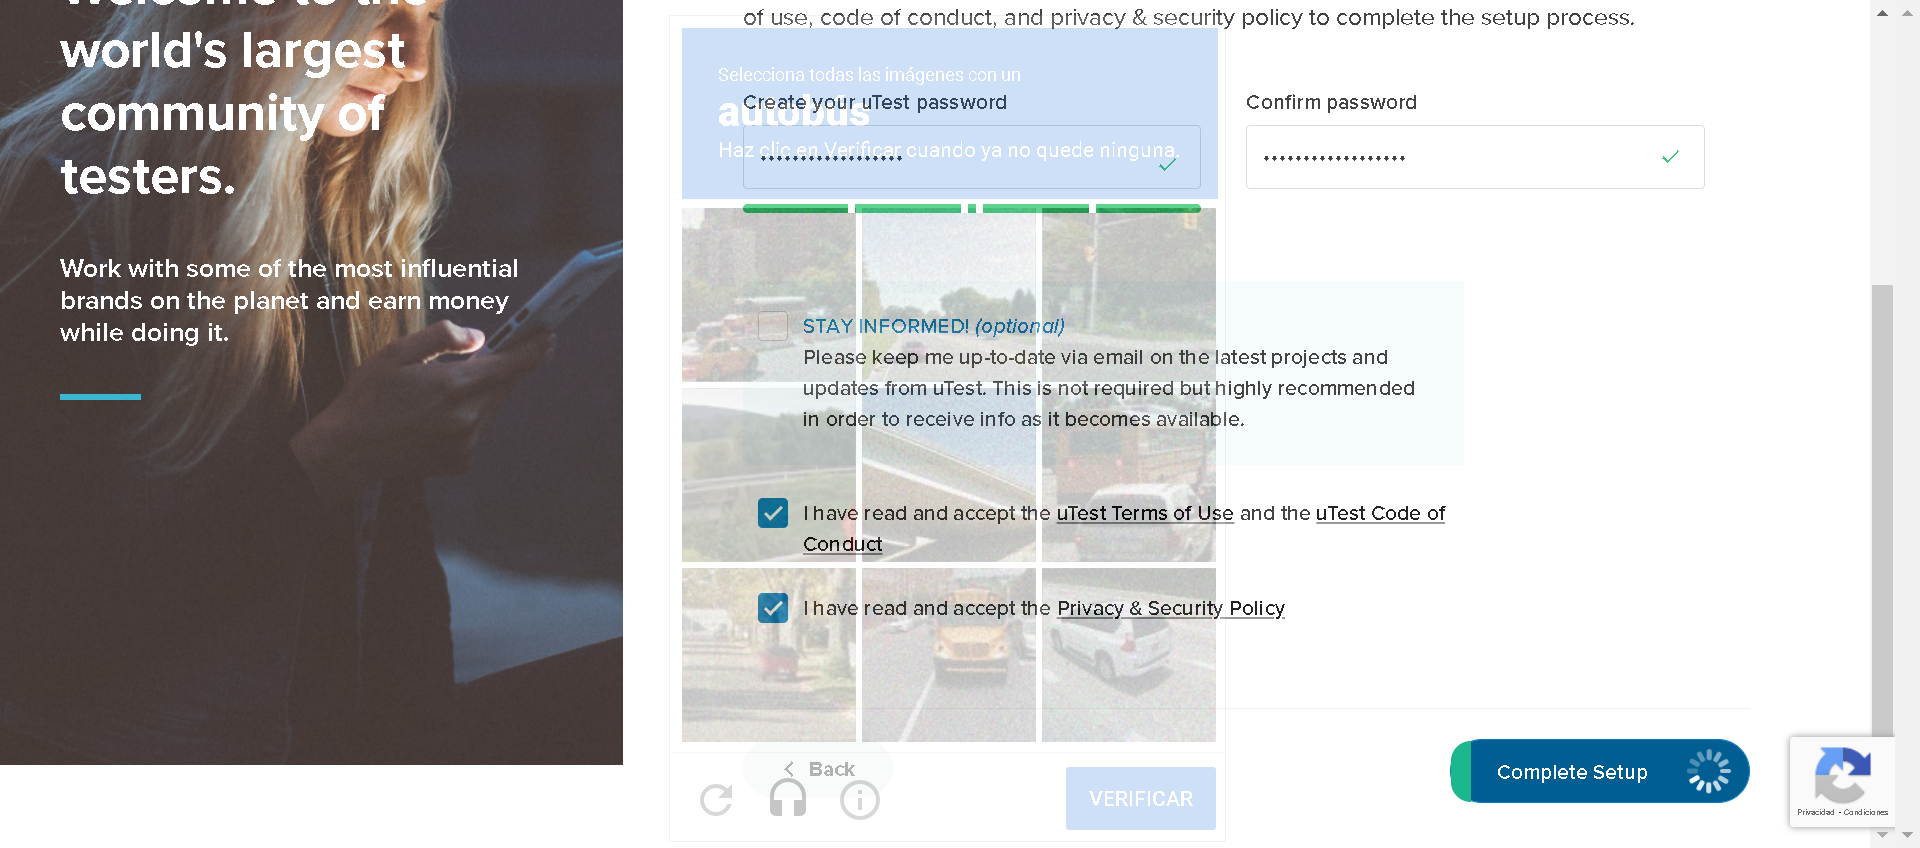 Welcome to the
world's largest
community of
testers.
Work with some of the most influential
brands on the planet and earn money
while doing it.
of use, code of conduct, and privacy & security policy to complete the setup process.
Selecciona todas las imágenes con un
autobús
Haz clic en Verificar cuando ya no quede ninguna.
Create your uTest password
Confirm password
STAY INFORMED! (optional)
Please keep me up-to-date via email on the latest projects and
updates from uTest. This is not required but highly recommended
in order to receive info as it becomes available.
I have read and accept the uTest Terms of Use and the uTest Code of
Conduct
I have read and accept the Privacy & Security Policy
Back
VERIFICAR
Complete Setup
Privacidad - Condiciones